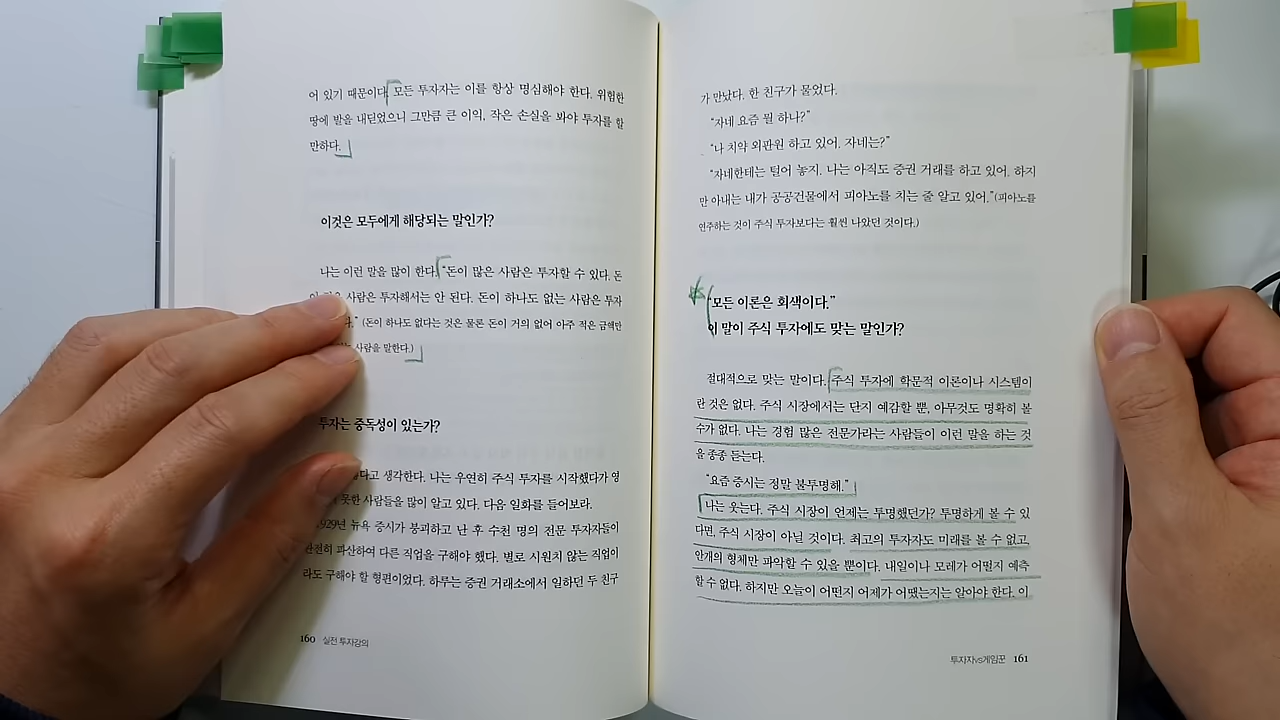 어 있기 때문이다. 모든 투자자는 이를 항상 명심해야 한다. 위험한
땅에 발을 내딛었으니 그만큼 큰 이익, 작은 손실을 봐야 투자를 할
만하다.
이것은 모두에게 해당되는 말인가?
나는 이런 말을 많이 한다. "돈이 많은 사람은 투자할 수 있다. 돈
사람은 투자해서는 안 된다. 돈이 하나도 없는 사람은 투자
다." (돈이 하나도 없다는 것은 물론 돈이 거의 없어 아주 적은 금액만
사람을 말한다.)
투자는 중독성이 있는가?
다고 생각한다. 나는 우연히 주식 투자를 시작했다가 영
못한 사람들을 많이 알고 있다. 다음 일화를 들어보라.
1929년 뉴욕 증시가 붕괴하고 난 후 수천 명의 전문 투자자들이
완전히 파산하여 다른 직업을 구해야 했다. 별로 시원치 않는 직업이
라도 구해야 할 형편이었다. 하루는 증권 거래소에서 일하던 두 친구
160 실전 투자강의
가 만났다. 한 친구가 물었다.
"자네 요즘 뭘 하나?"
"나 치약 외판원 하고 있어. 자네는?"
"자네한테는 털어 놓지. 나는 아직도 증권 거래를 하고 있어. 하지
만 아내는 내가 공공건물에서 피아노를 치는 줄 알고 있어."(피아노를
연주하는 것이 주식 투자보다는 훨씬 나았던 것이다.)
"모든 이론은 회색이다."
이 말이 주식 투자에도 맞는 말인가?
절대적으로 맞는 말이다. 주식 투자에 학문적 이론이나 시스템이
란 것은 없다. 주식 시장에서는 단지 예감할 뿐, 아무것도 명확히 볼
수가 없다. 나는 경험 많은 전문가라는 사람들이 이런 말을 하는 것
을 종종 듣는다.
"요즘 증시는 정말 불투명해."
나는 웃는다. 주식 시장이 언제는 투명했던가? 투명하게 볼 수 있
다면, 주식 시장이 아닐 것이다. 최고의 투자자도 미래를 볼 수 없고,
안개의 형체만 파악할 수 있을 뿐이다. 내일이나 모레가 어떨지 예측
할 수 없다. 하지만 오늘이 어떤지 어제가 어땠는지는 알아야 한다. 이
투자자vs게임꾼 161